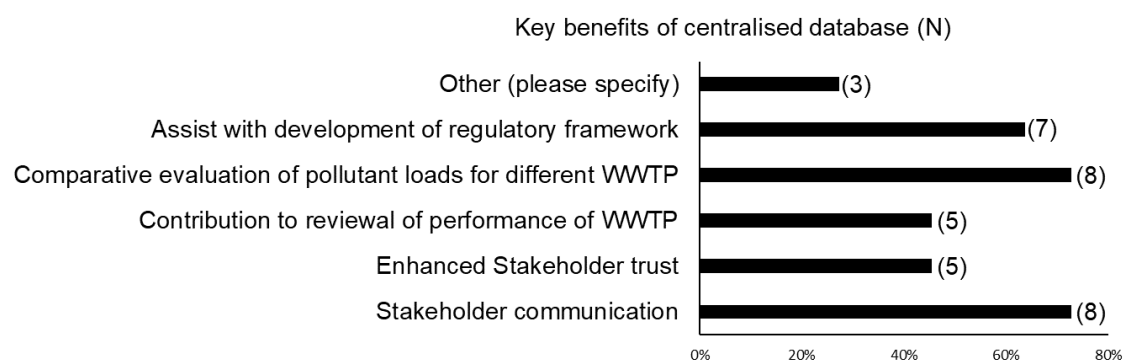 Key benefits of centralised database (N)
Other (please specify) (3)
Assist with development of regulatory framework (7)
Comparative evaluation of pollutant loads for different WWTP (8)
Contribution to reviewal of performance of WWTP (5)
Enhanced Stakeholder trust (5)
Stakeholder communication (8)
0% 20% 40% 60% 80%